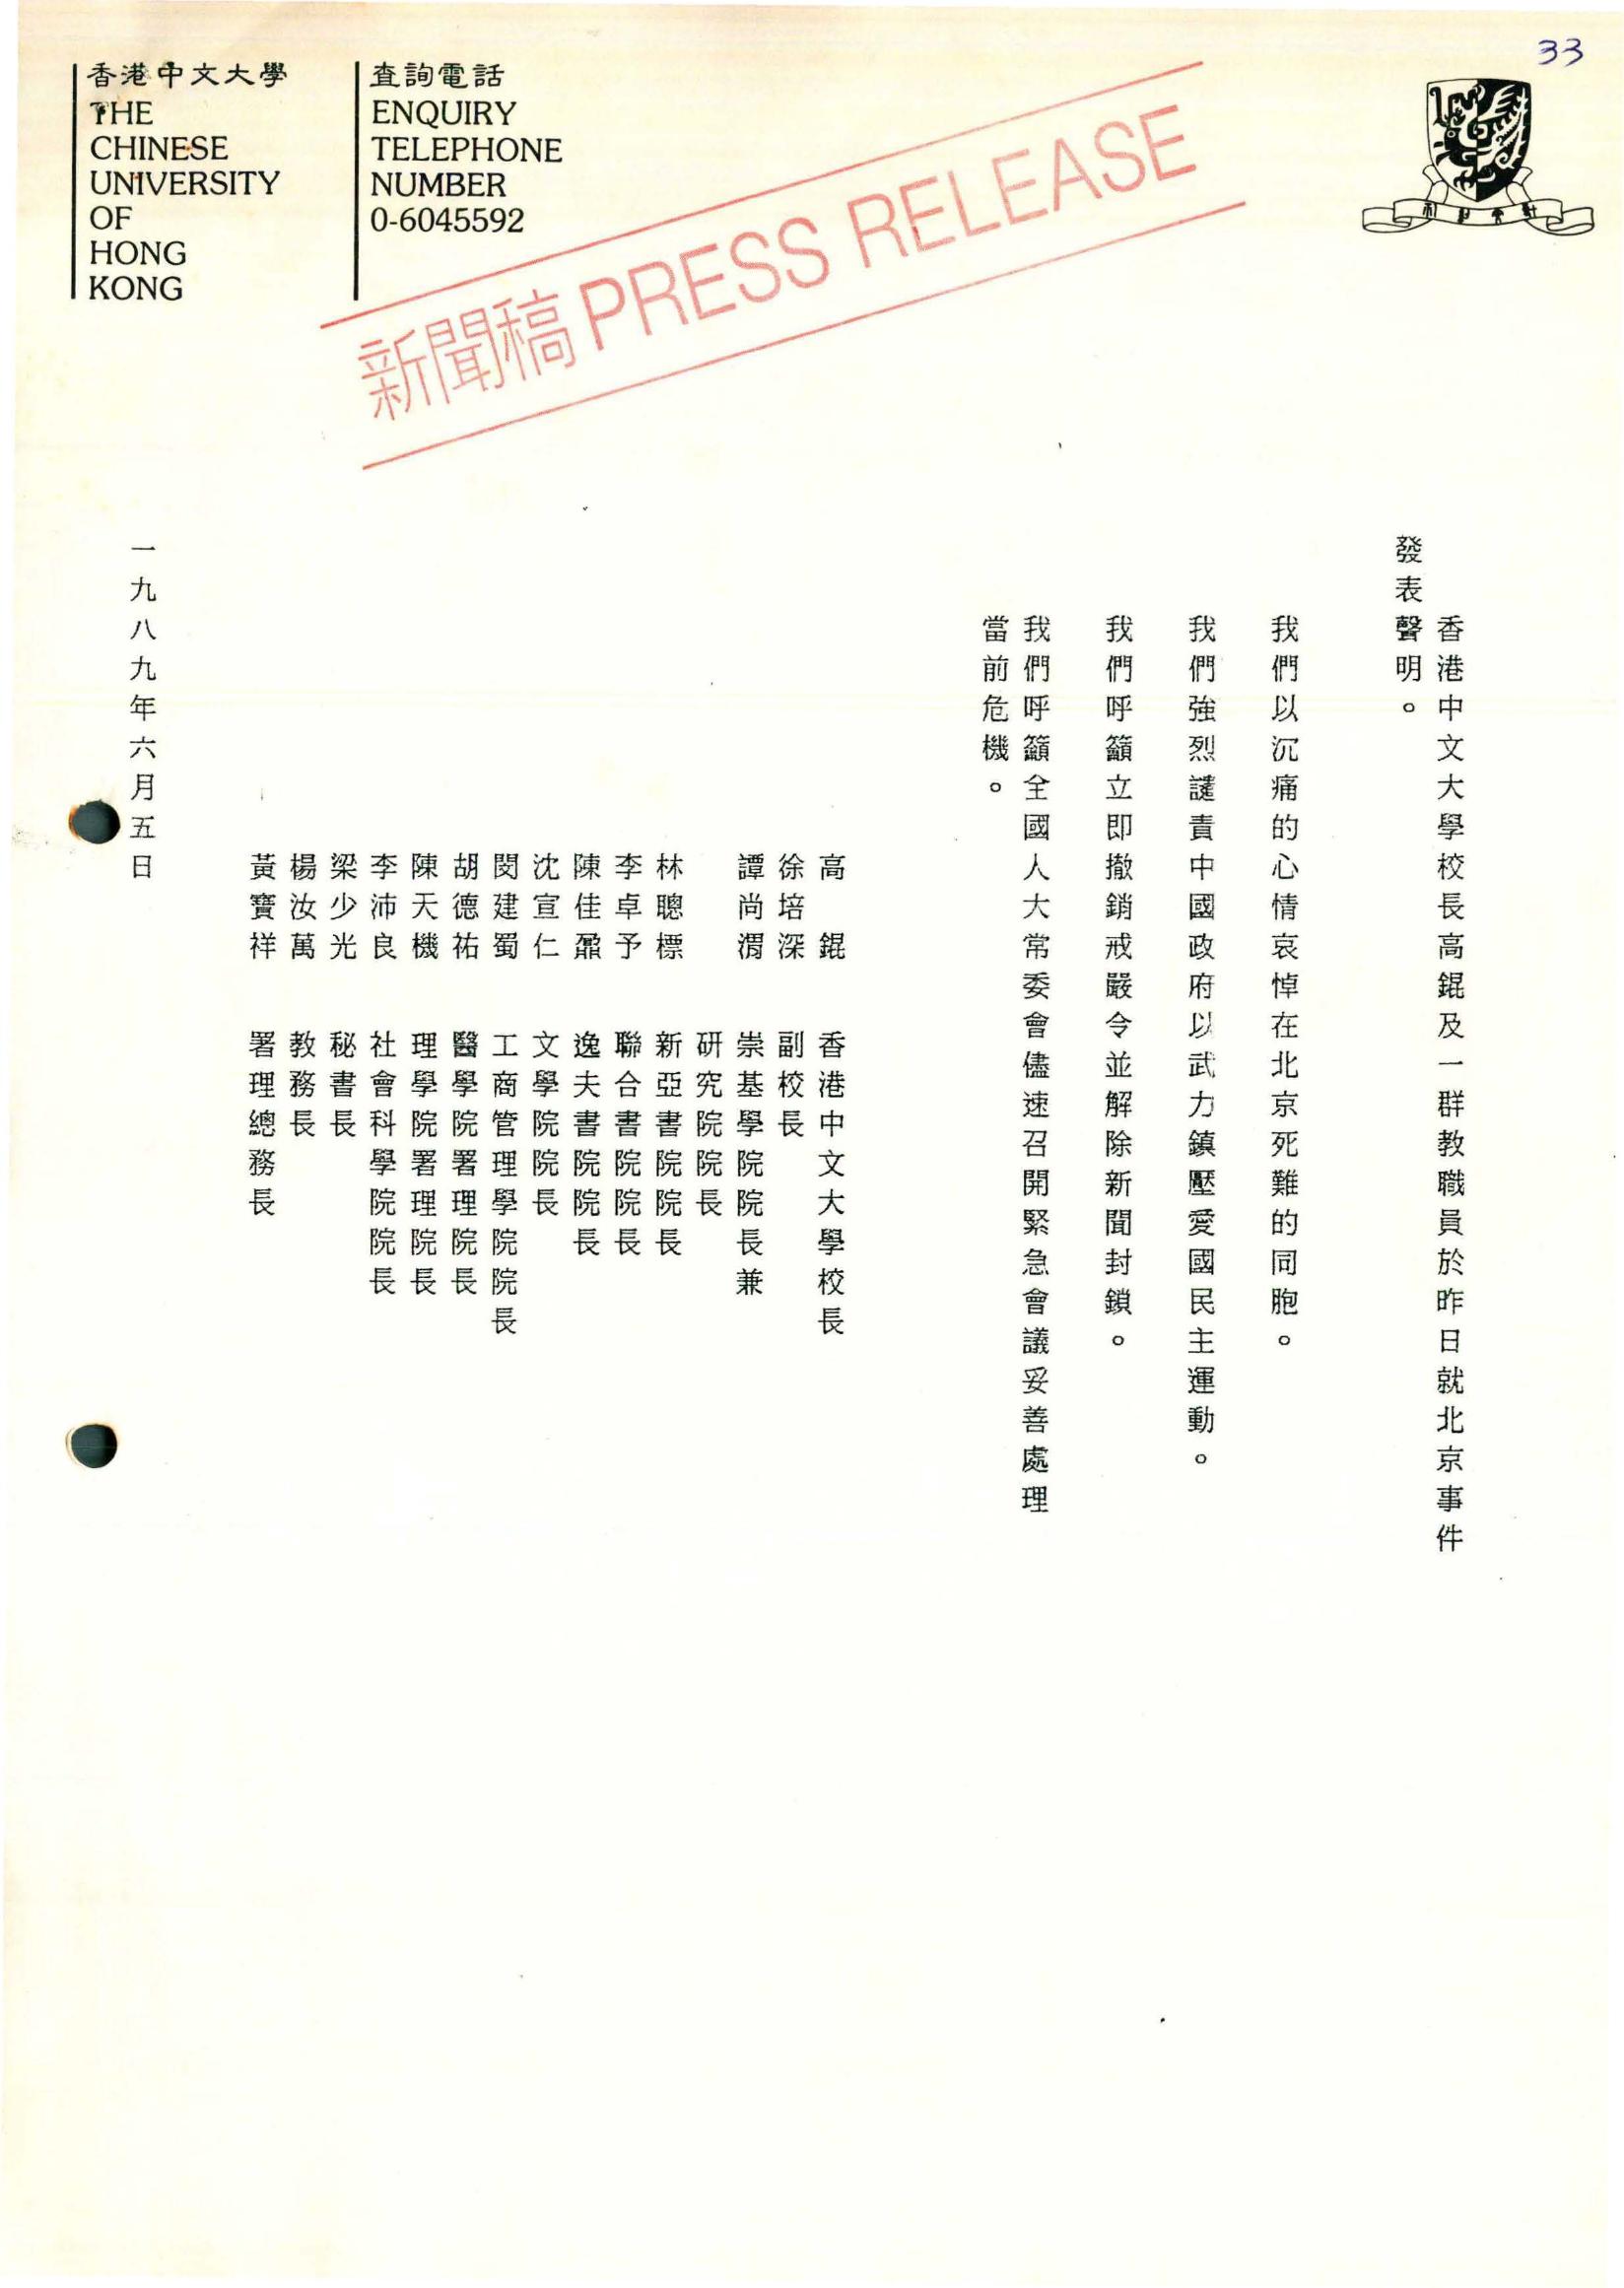 33
香港中文大學
THE
CHINESE
UNIVERSITY
OF
HONG
KONG
查詢電話
ENQUIRY
TELEPHONE
NUMBER
0-6045592
新聞稿 PRESS RELEASE
香港中文大學校長高錕及一群教職員於昨日就北京事件
發表聲明。
我們以沉痛的心情哀悼在北京死難的同胞。
我們強烈譴責中國政府以武力鎮壓愛國民主運動。
我們呼籲立即撤銷戒嚴令並解除新聞封鎖。
我們呼籲全國人大常委會儘速召開緊急會議妥善處理
當前危機。
高錕 香港中文大學校長
徐培深 副校長
譚尚渭 崇基學院院長兼
研究院院長
林聰標 新亞書院院長
李卓予 聯合書院院長
陳佳鼐 逸夫書院院長
沈宣仁 文學院院長
閔建蜀 工商管理學院院長
胡德祐 醫學院署理院長
陳天機 理學院署理院長
李沛良 社會科學院院長
梁少光 秘書長
楊汝萬 教務長
黃寶祥 署理總務長
一九八九年六月五日